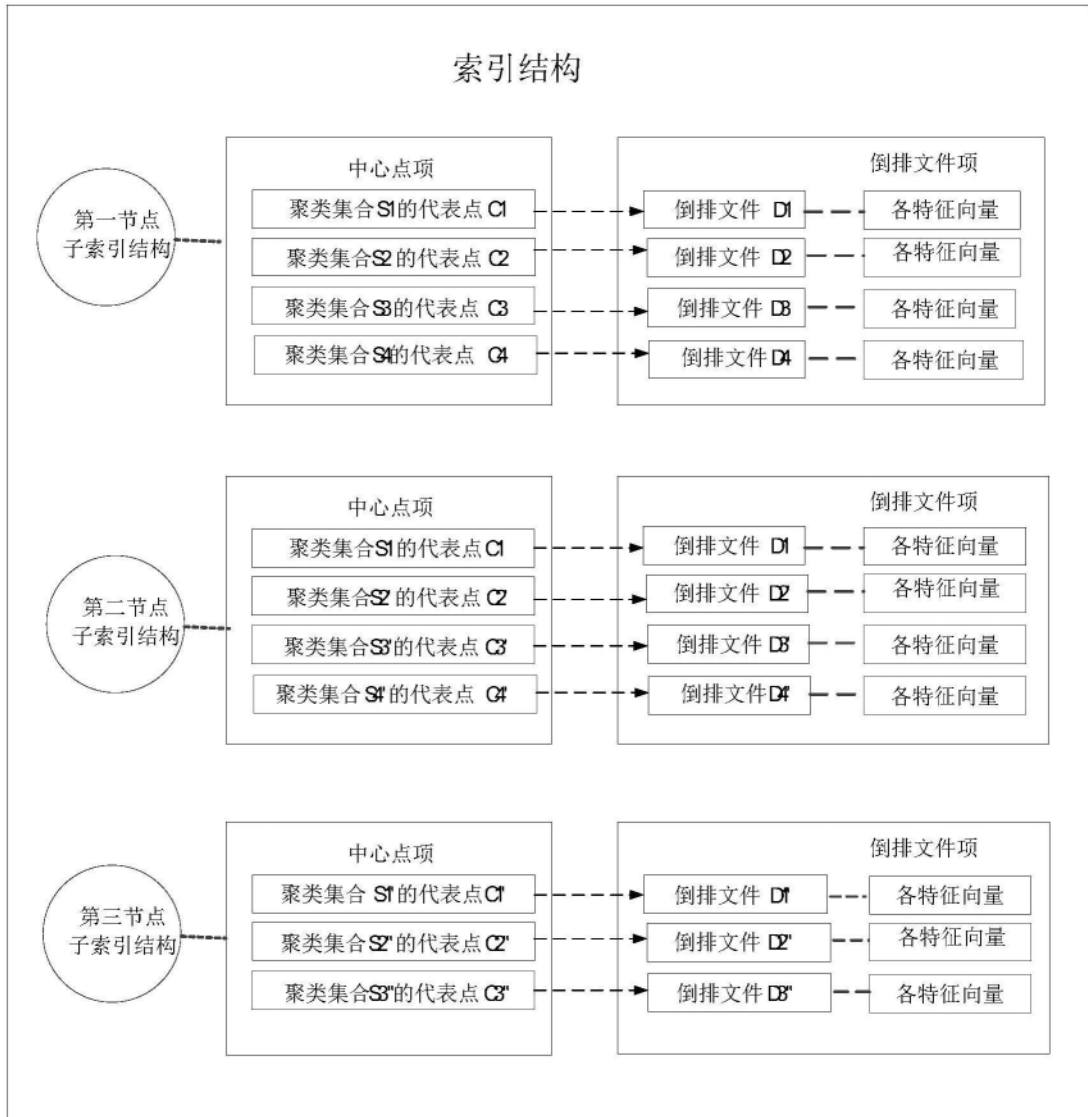 索引结构
第一节点
子索引结构
中心点项
聚类集合S1的代表点C1
聚类集合S2的代表点 C2
聚类集合S3的代表点 C3
聚类集合S4的代表点 C4
倒排文件项
倒排文件 D1
各特征向量
倒排文件 D2
各特征向量
倒排文件 D3
各特征向量
倒排文件 D4
各特征向量
第二节点
子索引结构
中心点项
聚类集合S1的代表点C1
聚类集合S2'的代表点C2
聚类集合S3'的代表点C3'
聚类集合S4'的代表点 C4'
倒排文件项
倒排文件 D1
各特征向量
倒排文件 D2'
各特征向量
倒排文件 D3'
各特征向量
倒排文件D4'
各特征向量
第三节点
子索引结构
中心点项
聚类集合 S1"的代表点C1"
聚类集合S2"的代表点C2"
聚类集合S3"的代表点C3"
倒排文件项
倒排文件 D1"
各特征向量
倒排文件 D2"
各特征向量
倒排文件 D3"
各特征向量